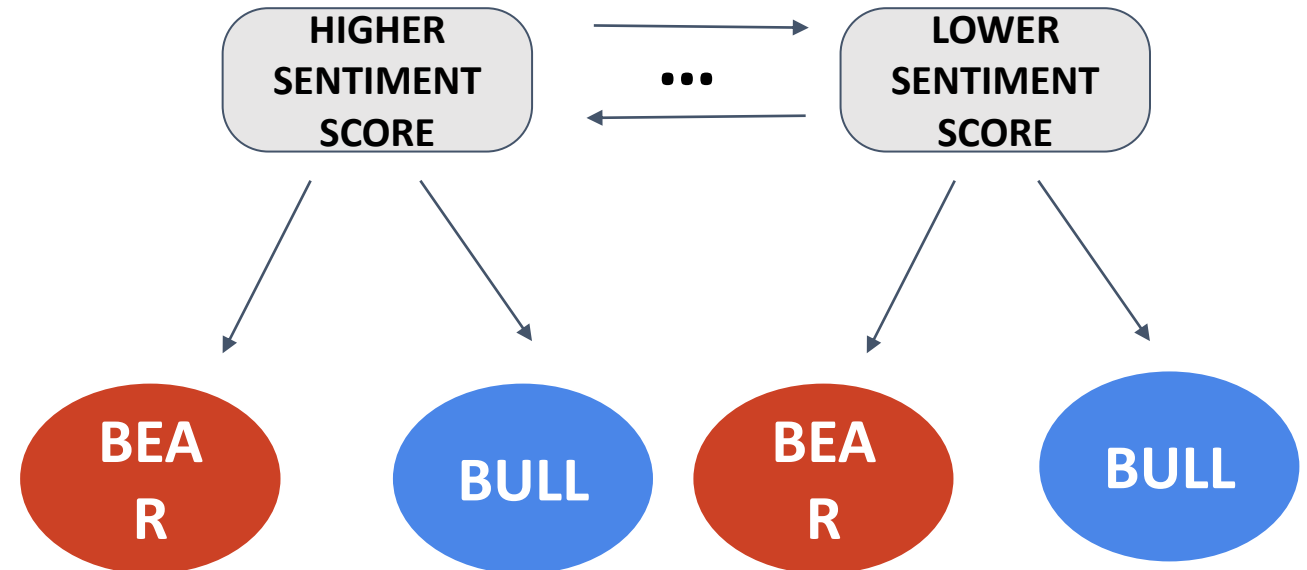 HIGHER
SENTIMENT
SCORE
...
LOWER
SENTIMENT
SCORE
BEA
R
BULL
BEA
R
BULL